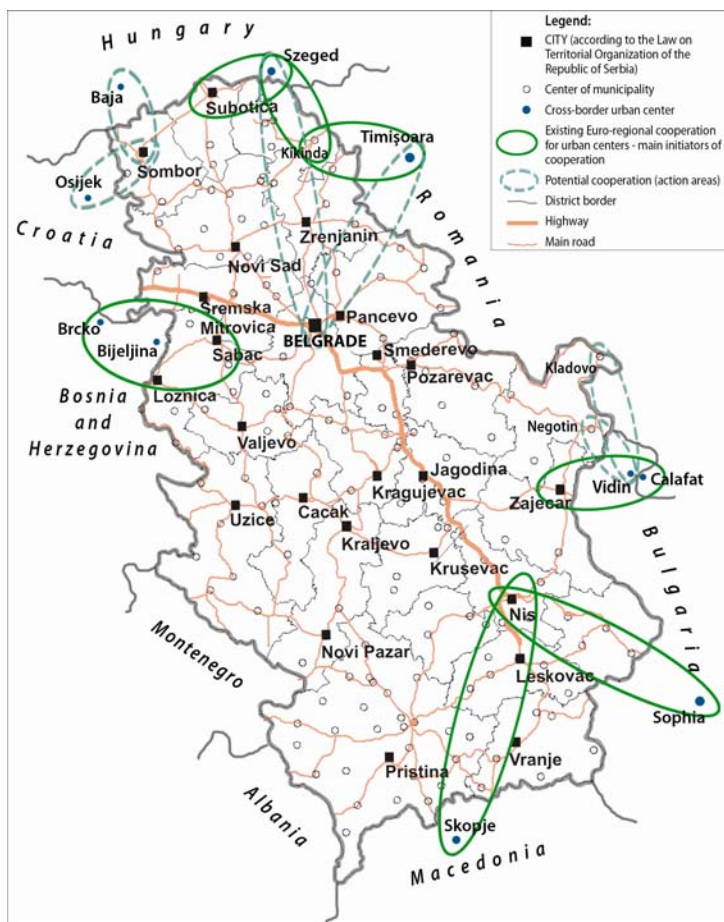 Hungary
Szeged
Baja
Subotica
Timişoara
Kikinda
Sombor
Osijek
Croatia
Romania
Zrenjanin
Novi Sad
Sremska
Mitrovica
Pancevo
Brcko
BELGRADE
Bijeljina
Sabac
Smederevo
Pozarevac
Kladovo
Loznica
Bosnia
and
Herzegovina
Negotin
Valjevo
Jagodina
Kragujevac
Vidin
Calafat
Zajecar
Cacak
Uzice
Kraljevo
Krusevac
Bulgaria
Nis
Montenegro
Novi Pazar
Leskovac
Sophia
Vranje
Pristina
Albania
Skopje
Macedonia
Legend:
CITY (according to the Law on
Territorial Organization of the
Republic of Serbia)
Center of municipality
Cross-border urban center
Existing Euro-regional cooperation
for urban centers - main initiators of
cooperation
Potential cooperation (action areas)
District border
Highway
Main road